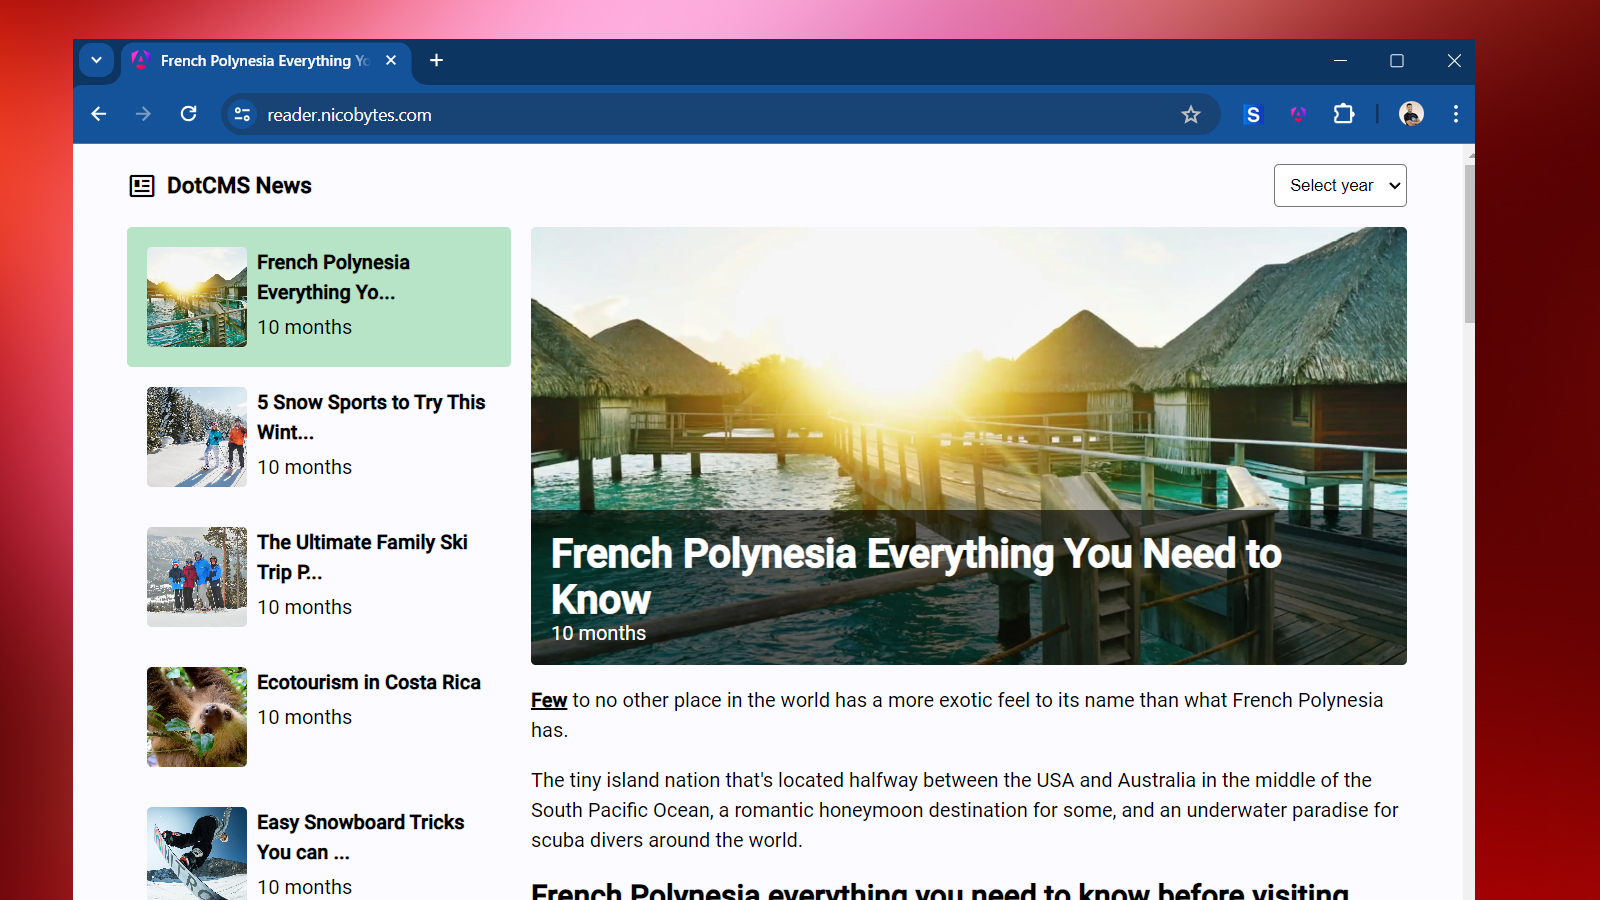 French Polynesia Everything Yo
reader.nicobytes.com
S
DotCMS News
Select year
French Polynesia
Everything Yo...
10 months
5 Snow Sports to Try This
Wint...
10 months
The Ultimate Family Ski
Trip P...
10 months
Ecotourism in Costa Rica
10 months
Easy Snowboard Tricks
You can ...
10 months
French Polynesia Everything You Need to
Know
10 months
Few to no other place in the world has a more exotic feel to its name than what French Polynesia
has.
The tiny island nation that's located halfway between the USA and Australia in the middle of the
South Pacific Ocean, a romantic honeymoon destination for some, and an underwater paradise for
scuba divers around the world.
French Polynesia everything you need to know before visiting